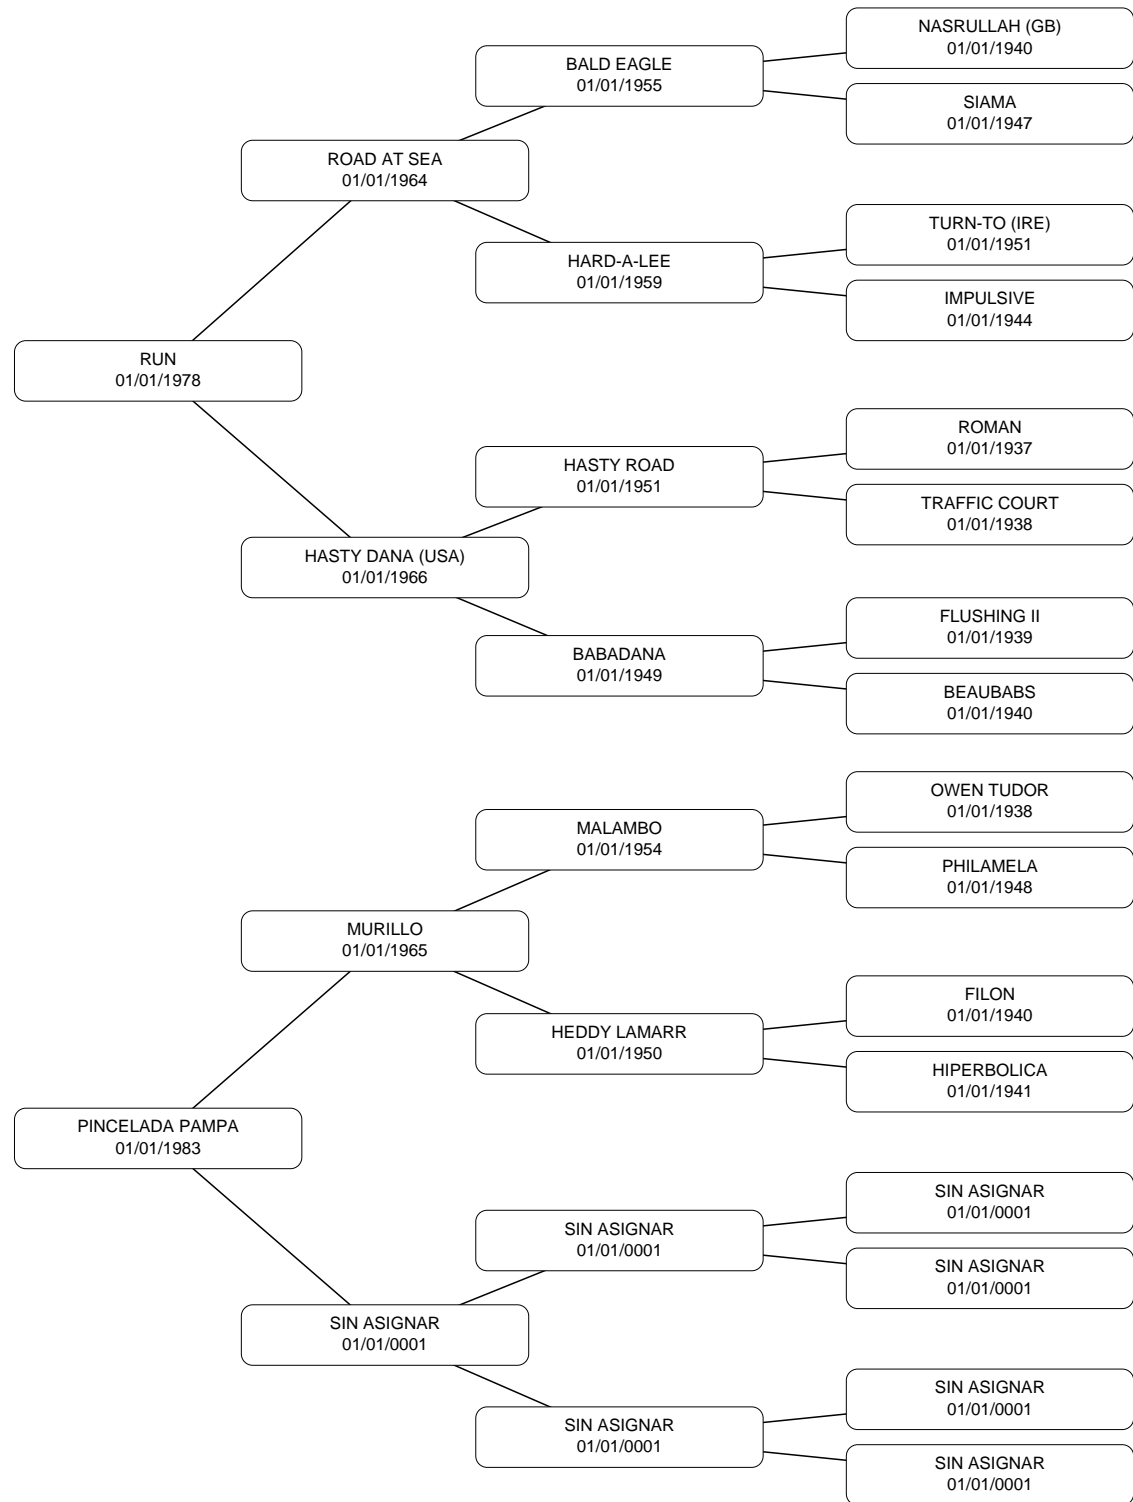 NASRULLAH (GB)
01/01/1940
BALD EAGLE
01/01/1955
SIAMA
01/01/1947
ROAD AT SEA
01/01/1964
TURN-TO (IRE)
01/01/1951
HARD-A-LEE
01/01/1959
IMPULSIVE
01/01/1944
RUN
01/01/1978
ROMAN
01/01/1937
HASTY ROAD
01/01/1951
TRAFFIC COURT
01/01/1938
HASTY DANA (USA)
01/01/1966
FLUSHING II
01/01/1939
BABADANA
01/01/1949
BEAUBABS
01/01/1940
OWEN TUDOR
01/01/1938
MALAMBO
01/01/1954
PHILAMELA
01/01/1948
MURILLO
01/01/1965
FILON
01/01/1940
HEDDY LAMARR
01/01/1950
HIPERBOLICA
01/01/1941
PINCELADA PAMPA
01/01/1983
SIN ASIGNAR
01/01/0001
SIN ASIGNAR
01/01/0001
SIN ASIGNAR
01/01/0001
SIN ASIGNAR
01/01/0001
SIN ASIGNAR
01/01/0001
SIN ASIGNAR
01/01/0001
SIN ASIGNAR
01/01/0001